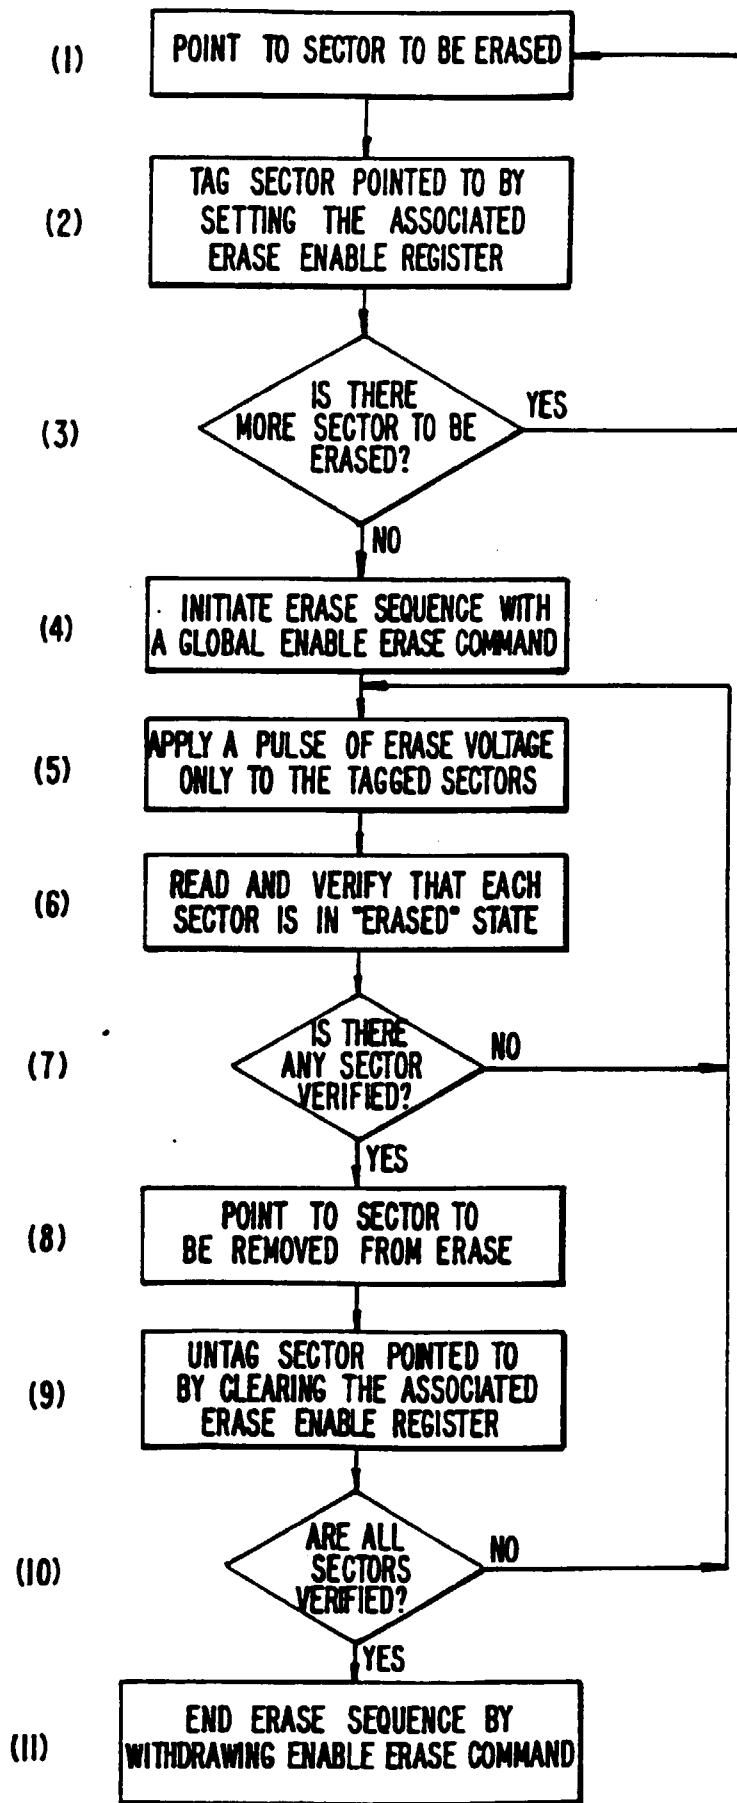 (1)
POINT TO SECTOR TO BE ERASED
(2)
TAG SECTOR POINTED TO BY
SETTING THE ASSOCIATED
ERASE ENABLE REGISTER
(3)
IS THERE
MORE SECTOR TO BE
ERASED?
YES
NO
(4)
INITIATE ERASE SEQUENCE WITH
A GLOBAL ENABLE ERASE COMMAND
(5)
APPLY A PULSE OF ERASE VOLTAGE
ONLY TO THE TAGGED SECTORS
(6)
READ AND VERIFY THAT EACH
SECTOR IS IN "ERASED" STATE
(7)
IS THERE
ANY SECTOR
VERIFIED?
NO
YES
(8)
POINT TO SECTOR TO
BE REMOVED FROM ERASE
(9)
UNTAG SECTOR POINTED TO
BY CLEARING THE ASSOCIATED
ERASE ENABLE REGISTER
(10)
ARE ALL
SECTORS
VERIFIED?
NO
YES
(11)
END ERASE SEQUENCE BY
WITHDRAWING ENABLE ERASE COMMAND